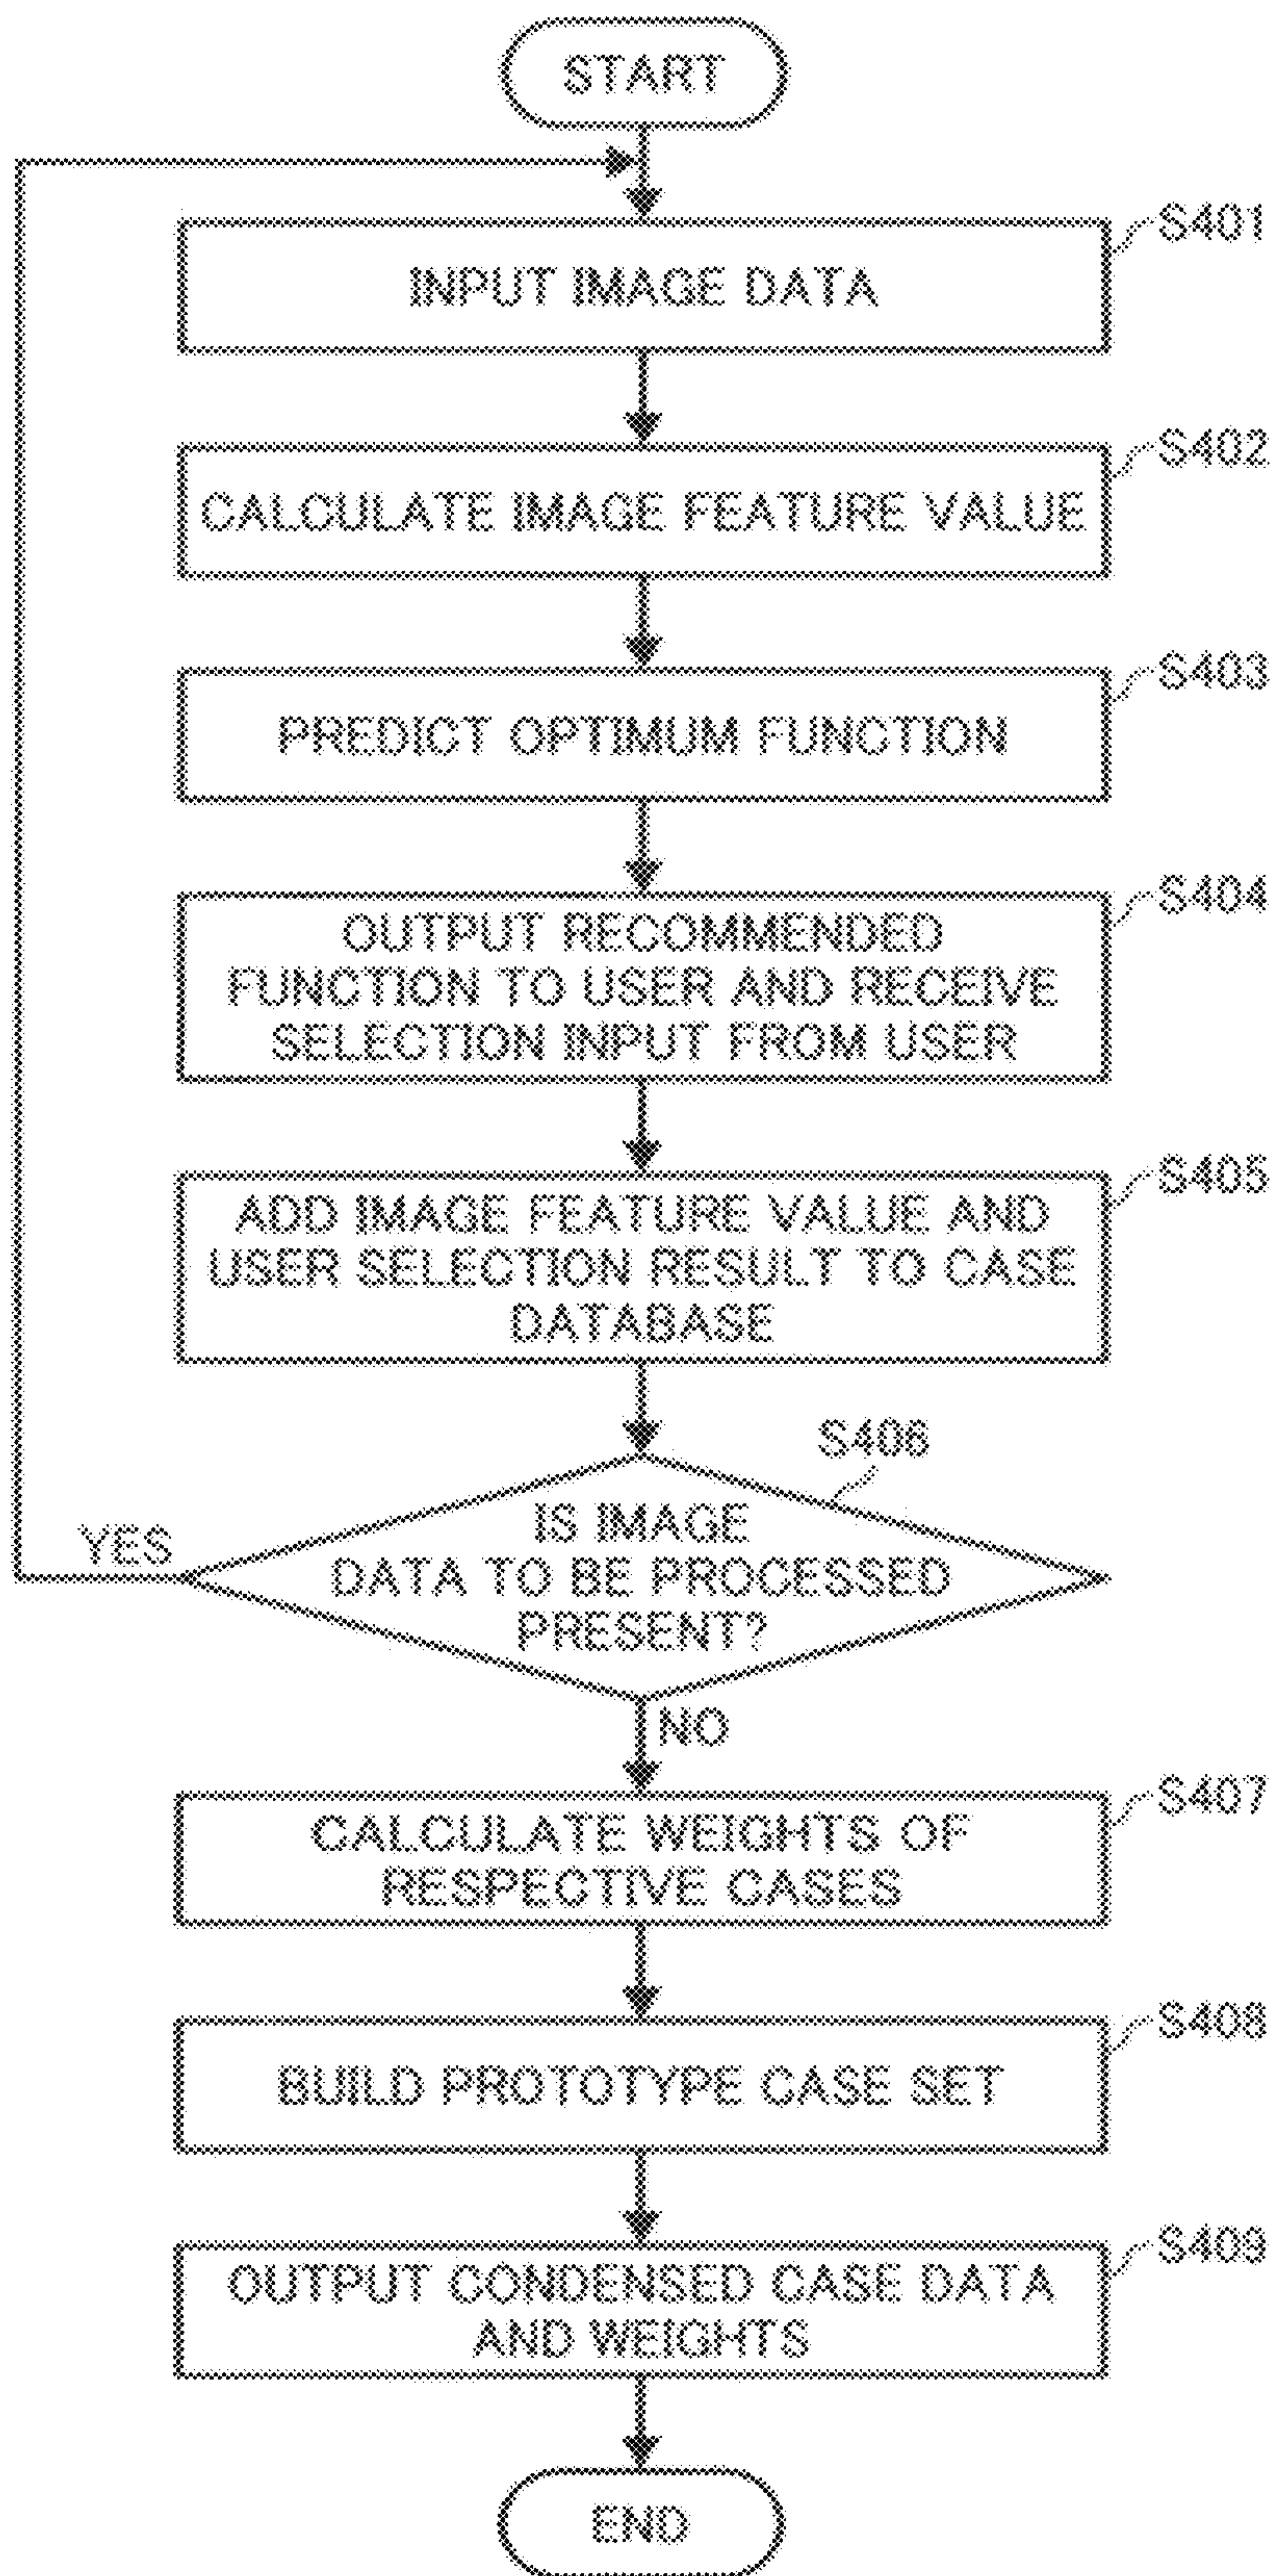 START
S401
INPUT IMAGE DATA
S402
CALCULATE IMAGE FEATURE VALUE
S403
PREDICT OPTIMUM FUNCTION
S404
OUTPUT RECOMMENDED
FUNCTION TO USER AND RECEIVE
SELECTION INPUT FROM USER
S405
ADD IMAGE FEATURE VALUE AND
USER SELECTION RESULT TO CASE
DATABASE
S406
IS IMAGE
DATA TO BE PROCESSED
PRESENT?
YES
NO
S407
CALCULATE WEIGHTS OF
RESPECTIVE CASES
S408
BUILD PROTOTYPE CASE SET
S409
OUTPUT CONDENSED CASE DATA
AND WEIGHTS
END